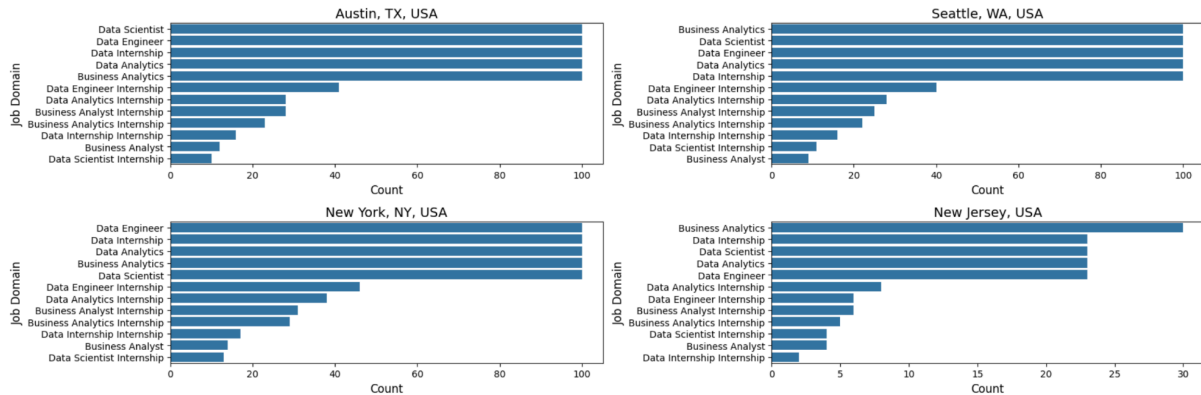 Austin, TX, USA
Job Domain
Data Scientist
Data Engineer
Data Internship
Data Analytics
Business Analytics
Data Engineer Internship
Data Analytics Internship
Business Analyst Internship
Business Analytics Internship
Data Internship Internship
Business Analyst
Data Scientist Internship
0 20 40 60 80 100
Count
Seattle, WA, USA
Job Domain
Business Analytics
Data Scientist
Data Engineer
Data Analytics
Data Internship
Data Engineer Internship
Data Analytics Internship
Business Analyst Internship
Business Analytics Internship
Data Internship Internship
Data Scientist Internship
Business Analyst
0 20 40 60 80 100
Count
New York, NY, USA
Job Domain
Data Engineer
Data Internship
Data Analytics
Business Analytics
Data Scientist
Data Engineer Internship
Data Analytics Internship
Business Analyst Internship
Business Analytics Internship
Data Internship Internship
Business Analyst
Data Scientist Internship
0 20 40 60 80 100
Count
New Jersey, USA
Job Domain
Business Analytics
Data Internship
Data Scientist
Data Analytics
Data Engineer
Data Analytics Internship
Data Engineer Internship
Business Analyst Internship
Business Analytics Internship
Data Scientist Internship
Business Analyst
Data Internship Internship
0 5 10 15 20 25 30
Count